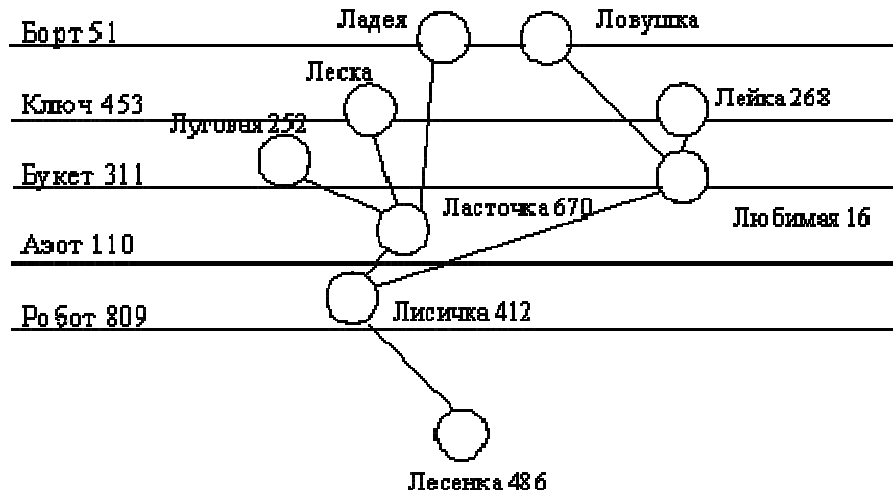 Борт 51
Ладея
Ловушка
Леска
Ключ 453
Лейка 268
Луговня 252
Букет 311
Ласточка 670
Любимая 16
Азот 110
Робот 809
Лисичка 412
Лесенка 486